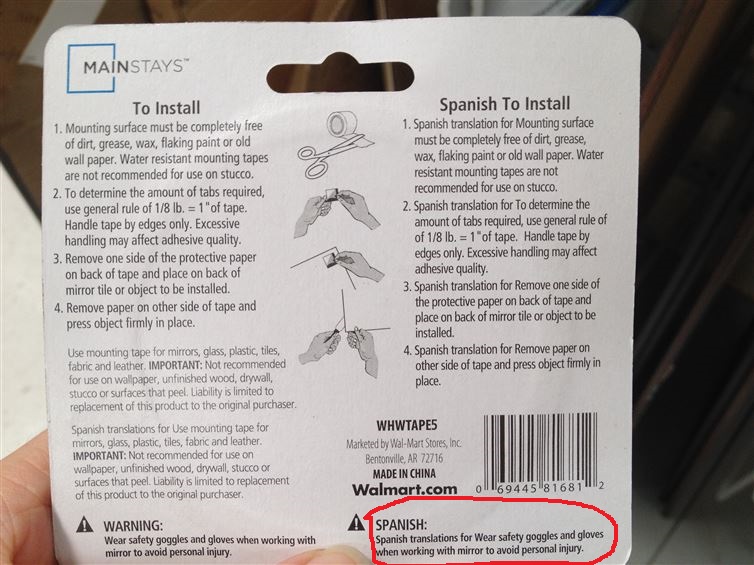 MAINSTAYS™
To Install
1. Mounting surface must be completely free
of dirt, grease, wax, flaking paint or old
wall paper. Water resistant mounting tapes
are not recommended for use on stucco.
2. To determine the amount of tabs required,
use general rule of 1/8 lb. = 1" of tape.
Handle tape by edges only. Excessive
handling may affect adhesive quality.
3. Remove one side of the protective paper
on back of tape and place on back of
mirror tile or object to be installed.
4. Remove paper on other side of tape and
press object firmly in place.
Use mounting tape for mirrors, glass, plastic, tiles,
fabric and leather. IMPORTANT: Not recommended
for use on wallpaper, unfinished wood, drywall,
stucco or surfaces that peel. Liability is limited to
replacement of this product to the original purchaser.
Spanish translations for Use mounting tape for
mirrors, glass, plastic, tiles, fabric and leather.
IMPORTANT: Not recommended for use on
wallpaper, unfinished wood, drywall, stucco or
surfaces that peel. Liability is limited to replacement
of this product to the original purchaser.
WARNING:
Wear safety goggles and gloves when working with
mirror to avoid personal injury.
Spanish To Install
1. Spanish translation for Mounting surface
must be completely free of dirt, grease,
wax, flaking paint or old wall paper. Water
resistant mounting tapes are not
recommended for use on stucco.
2. Spanish translation for To determine the
amount of tabs required, use general rule of
of 1/8 lb. = 1" of tape. Handle tape by
edges only. Excessive handling may affect
adhesive quality.
3. Spanish translation for Remove one side of
the protective paper on back of tape and
place on back of mirror tile or object to be
installed.
4. Spanish translation for Remove paper on
other side of tape and press object firmly in
place.
WHWTAPE5
Marketed by Wal-Mart Stores, Inc.
Bentonville, AR 72716
MADE IN CHINA
Walmart.com
0 69445 81681 2
SPANISH:
Spanish translations for Wear safety goggles and gloves
when working with mirror to avoid personal injury.